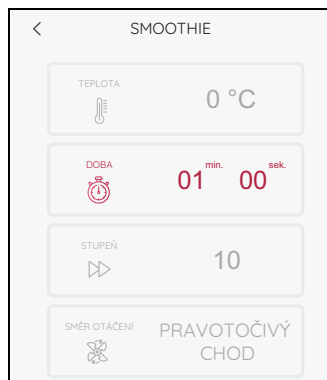 SMOOTHIE
TEPLOTA
0 °C
DOBA
01 min. 00 sek.
STUPEŇ
10
SMĚR OTÁČENÍ
PRAVOTOČIVÝ
CHOD